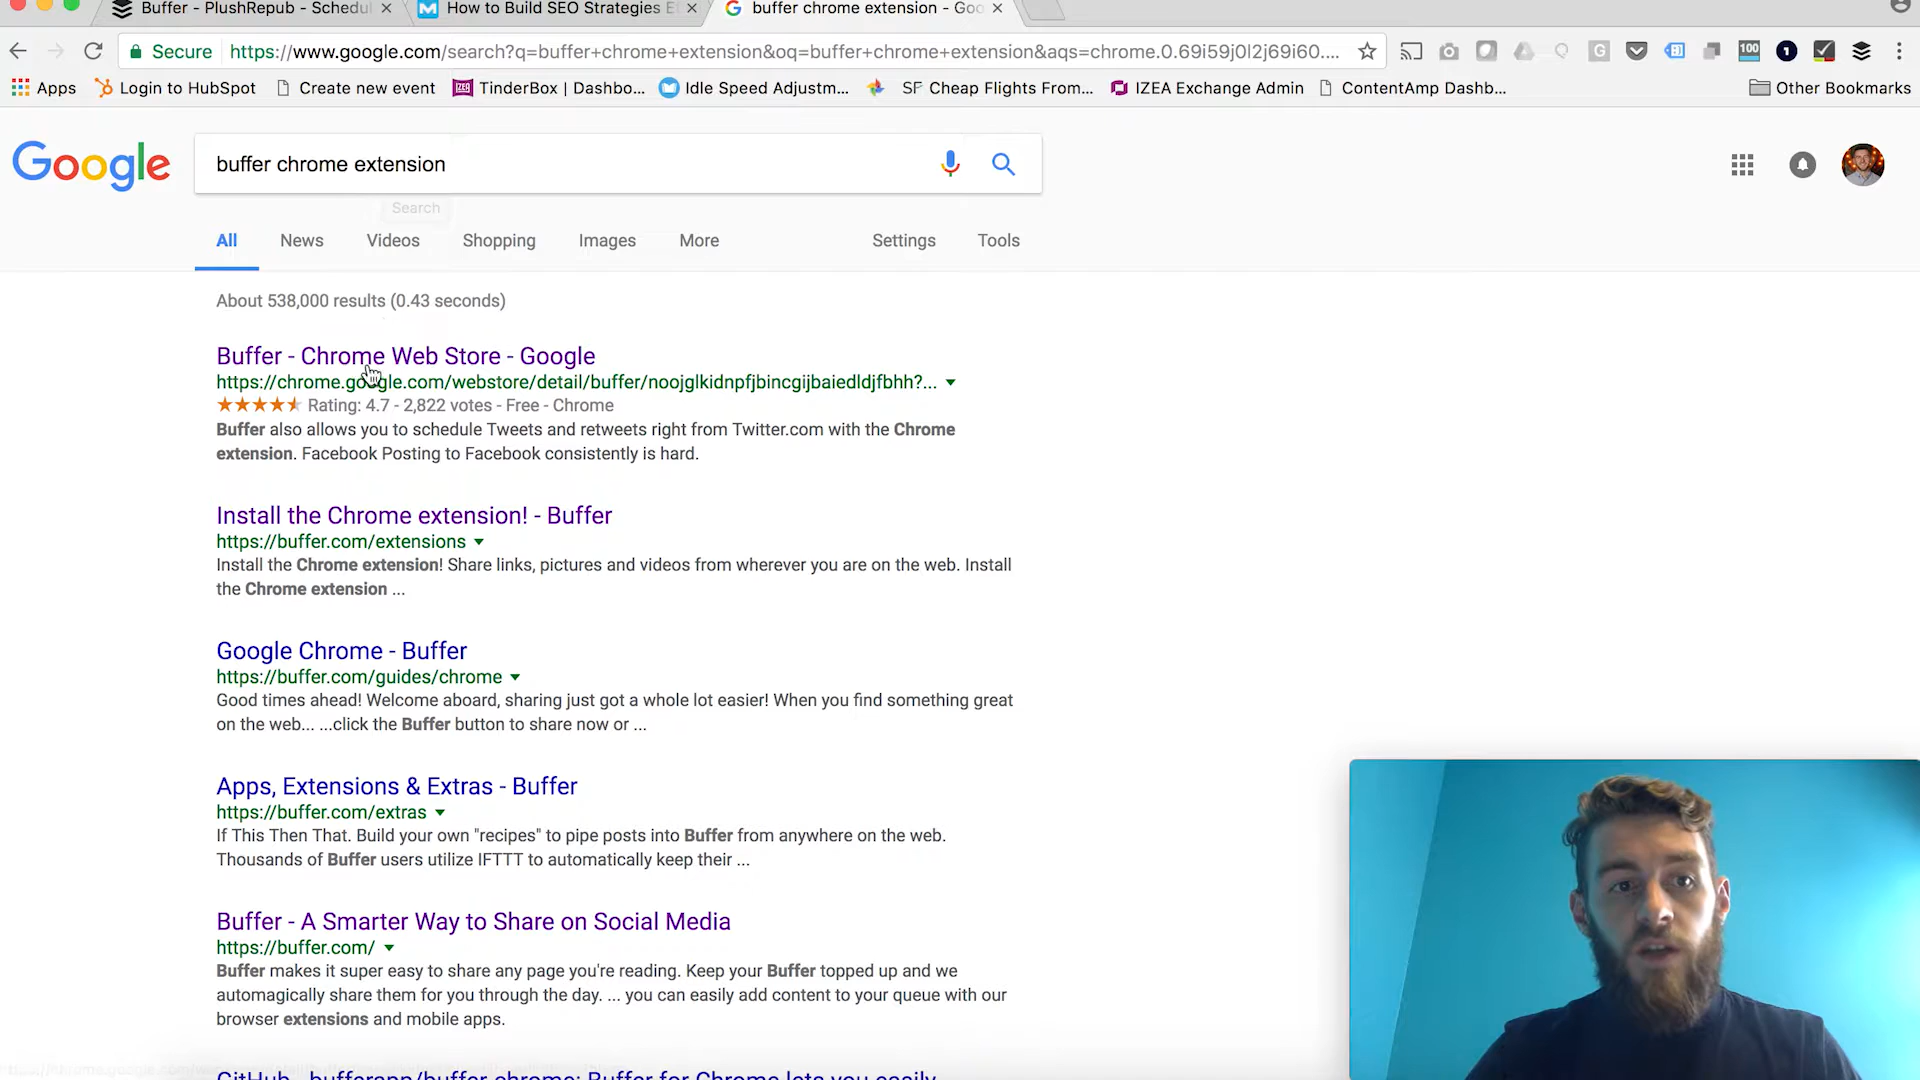 Buffer - PlushRepub - Schedul
How to Build SEO Strategies E
buffer chrome extension - Goo
Secure https://www.google.com/search?q=buffer+chrome+extension&oq=buffer+chrome+extension&aqs=chrome.0.69i59j0l2j69i60....
Apps Login to HubSpot Create new event TinderBox | Dashbo... Idle Speed Adjustm... SF Cheap Flights From... IZEA Exchange Admin ContentAmp Dashb... Other Bookmarks
Google
buffer chrome extension
Search
All News Videos Shopping Images More Settings Tools
About 538,000 results (0.43 seconds)
Buffer - Chrome Web Store - Google
https://chrome.google.com/webstore/detail/buffer/noojglkidnpfjbincgijbaiedldjfbhh?...
Rating: 4.7 - 2,822 votes - Free - Chrome
Buffer also allows you to schedule Tweets and retweets right from Twitter.com with the Chrome
extension. Facebook Posting to Facebook consistently is hard.
Install the Chrome extension! - Buffer
https://buffer.com/extensions
Install the Chrome extension! Share links, pictures and videos from wherever you are on the web. Install
the Chrome extension ...
Google Chrome - Buffer
https://buffer.com/guides/chrome
Good times ahead! Welcome aboard, sharing just got a whole lot easier! When you find something great
on the web... ...click the Buffer button to share now or ...
Apps, Extensions & Extras - Buffer
https://buffer.com/extras
If This Then That. Build your own "recipes" to pipe posts into Buffer from anywhere on the web.
Thousands of Buffer users utilize IFTTT to automatically keep their ...
Buffer - A Smarter Way to Share on Social Media
https://buffer.com/
Buffer makes it super easy to share any page you're reading. Keep your Buffer topped up and we
automagically share them for you through the day. ... you can easily add content to your queue with our
browser extensions and mobile apps.
GitHub - bufferapp/buffer-chrome: Buffer for Chrome lets you easily